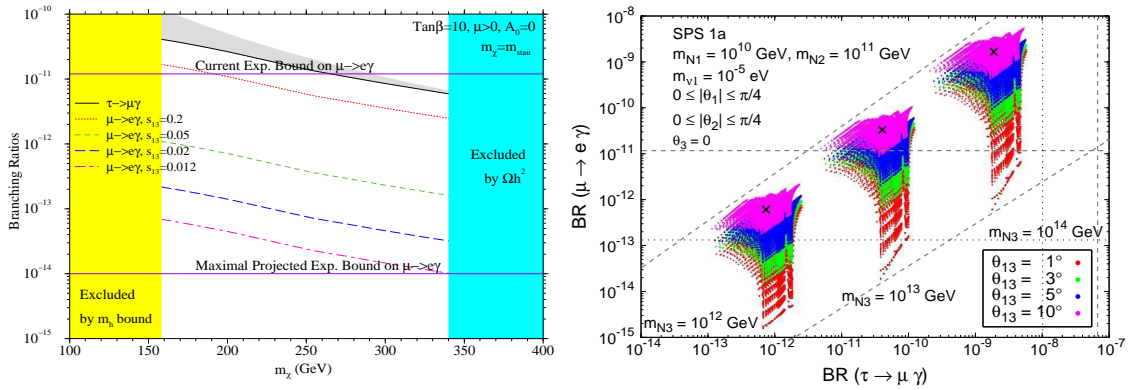 Tanβ=10, μ>0, A₀=0
mχ=mstau
Current Exp. Bound on μ−>eγ
τ−>μγ
μ−>eγ, s₁₃=0.2
μ−>eγ, s₁₃=0.05
μ−>eγ, s₁₃=0.02
μ−>eγ, s₁₃=0.012
Excluded
by Ωh²
Maximal Projected Exp. Bound on μ−>eγ
Excluded
by mₕ bound
Branching Ratios
10⁻¹⁰
10⁻¹¹
10⁻¹²
10⁻¹³
10⁻¹⁴
10⁻¹⁵
100 150 200 250 300 350 400
mχ (GeV)
SPS 1a
mN1 = 10¹⁰ GeV, mN2 = 10¹¹ GeV
mν1 = 10⁻⁵ eV
0 ≤ |θ₁| ≤ π/4
0 ≤ |θ₂| ≤ π/4
θ₃ = 0
mN3 = 10¹⁴ GeV
mN3 = 10¹³ GeV
mN3 = 10¹² GeV
θ₁₃ = 1°
θ₁₃ = 3°
θ₁₃ = 5°
θ₁₃ = 10°
BR (μ → e γ)
10⁻⁸
10⁻⁹
10⁻¹⁰
10⁻¹¹
10⁻¹²
10⁻¹³
10⁻¹⁴
10⁻¹⁵
10⁻¹⁴ 10⁻¹³ 10⁻¹² 10⁻¹¹ 10⁻¹⁰ 10⁻⁹ 10⁻⁸ 10⁻⁷
BR (τ → μ γ)